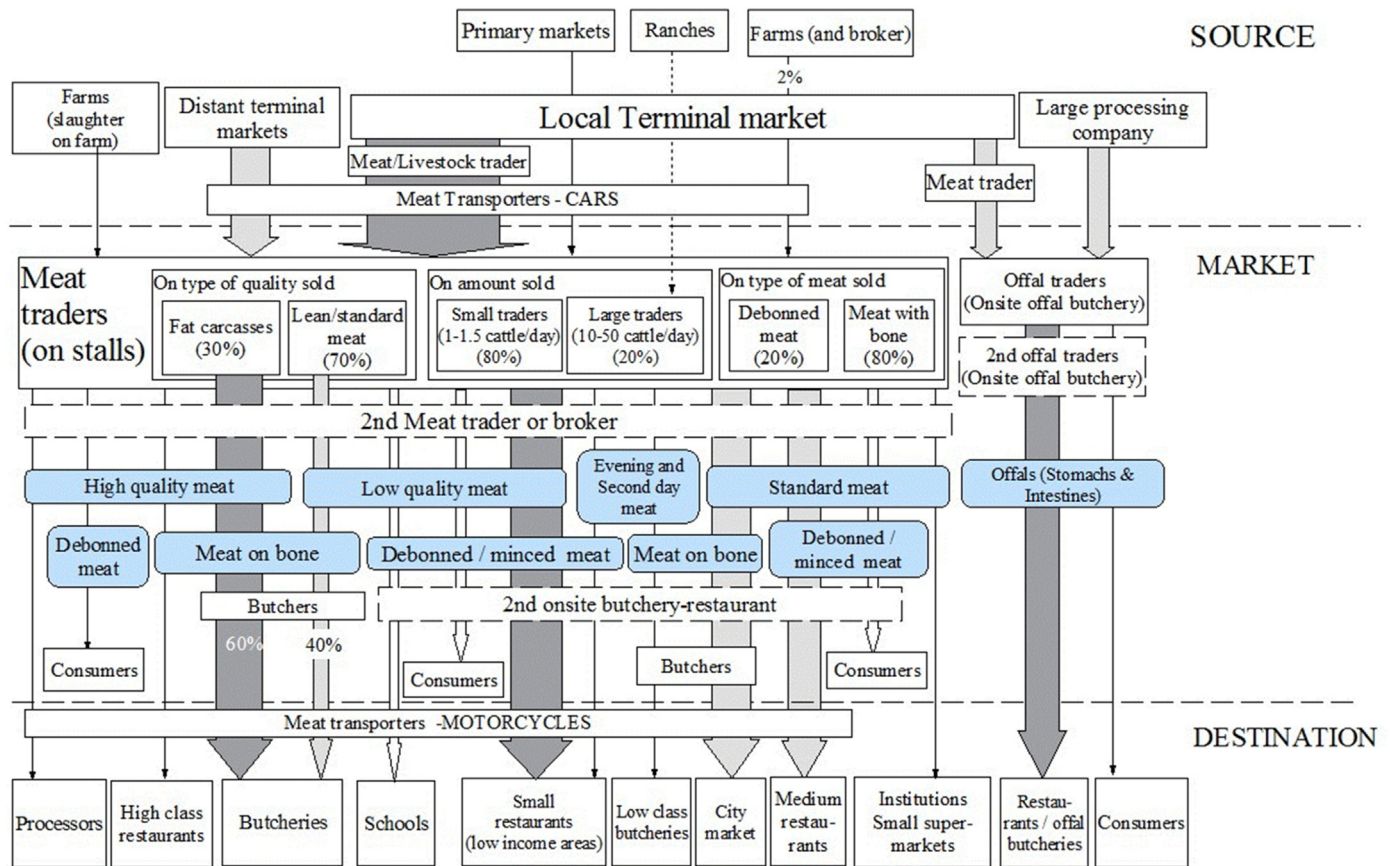 Primary markets
Ranches
Farms (and broker)
SOURCE
2%
Farms
(slaughter
on farm)
Distant terminal
markets
Local Terminal market
Large processing
company
Meat/Livestock trader
Meat trader
Meat Transporters - CARS
MARKET
Meat
traders
(on stalls)
On type of quality sold
Fat carcasses
(30%)
Lean/standard
meat
(70%)
On amount sold
Small traders
(1-1.5 cattle/day)
(80%)
Large traders
(10-50 cattle/day)
(20%)
On type of meat sold
Debonned
meat
(20%)
Meat with
bone
(80%)
Offal traders
(Onsite offal butchery)
2nd offal traders
(Onsite offal butchery)
2nd Meat trader or broker
High quality meat
Low quality meat
Evening and
Second day
meat
Standard meat
Offals (Stomachs &
Intestines)
Debonned
meat
Meat on bone
Debonned / minced meat
Meat on bone
Debonned /
minced meat
Butchers
2nd onsite butchery-restaurant
60%
40%
Consumers
Consumers
Butchers
Consumers
Meat transporters -MOTORCYCLES
DESTINATION
Processors
High class
restaurants
Butcheries
Schools
Small
restaurants
(low income areas)
Low class
butcheries
City
market
Medium
restau-
rants
Institutions
Small super-
markets
Restau-
rants / offal
butcheries
Consumers